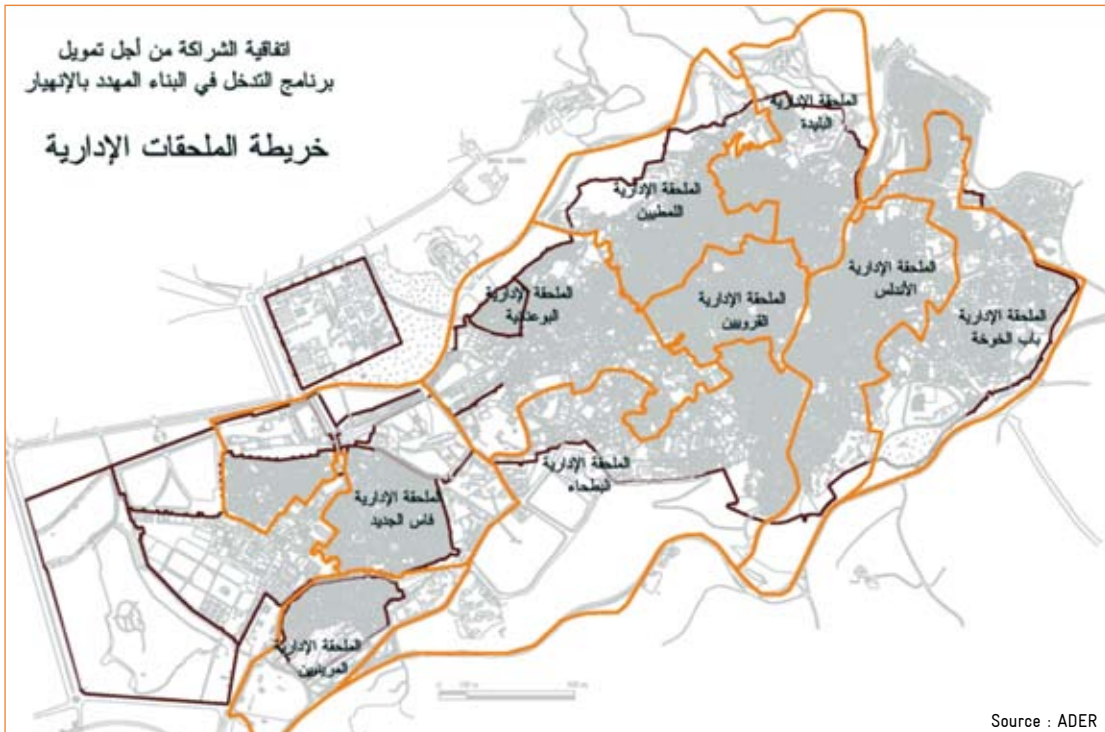 اتفاقية الشراكة من أجل تمويل
برنامج التدخل في البناء المهدد بالإنهيار
خريطة الملحقات الإدارية
الملحقة الإدارية
البليدة
الملحقة الإدارية
اللمطيين
الملحقة الإدارية
الأندلس
الملحقة الإدارية
البوعنانية
الملحقة الإدارية
القرويين
الملحقة الإدارية
باب الخوخة
الملحقة الإدارية
البطحاء
الملحقة الإدارية
فاس الجديد
الملحقة الإدارية
المرينيين
Source : ADER